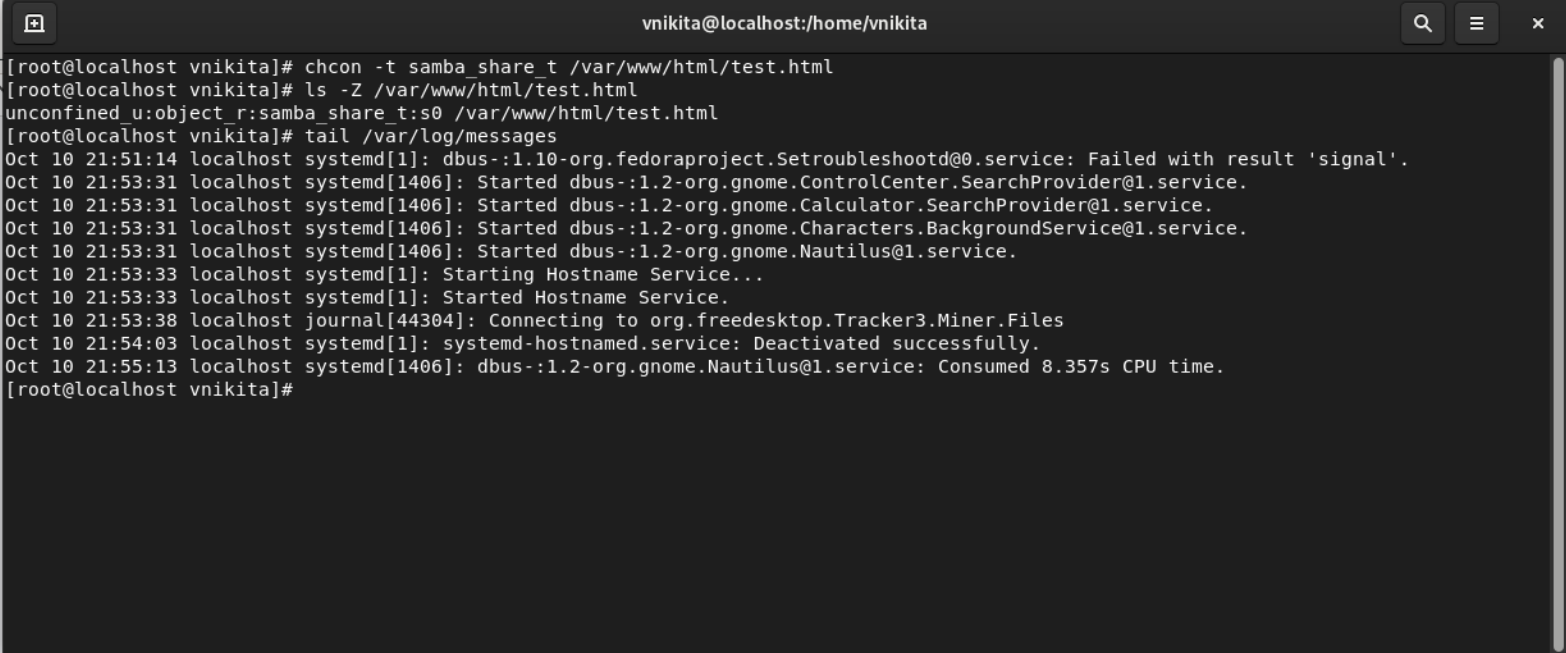 vnikita@localhost:/home/vnikita
[root@localhost vnikita]# chcon -t samba_share_t /var/www/html/test.html
[root@localhost vnikita]# ls -Z /var/www/html/test.html
unconfined_u:object_r:samba_share_t:s0 /var/www/html/test.html
[root@localhost vnikita]# tail /var/log/messages
Oct 10 21:51:14 localhost systemd[1]: dbus-:1.10-org.fedoraproject.Setroubleshootd@0.service: Failed with result 'signal'.
Oct 10 21:53:31 localhost systemd[1406]: Started dbus-:1.2-org.gnome.ControlCenter.SearchProvider@1.service.
Oct 10 21:53:31 localhost systemd[1406]: Started dbus-:1.2-org.gnome.Calculator.SearchProvider@1.service.
Oct 10 21:53:31 localhost systemd[1406]: Started dbus-:1.2-org.gnome.Characters.BackgroundService@1.service.
Oct 10 21:53:31 localhost systemd[1406]: Started dbus-:1.2-org.gnome.Nautilus@1.service.
Oct 10 21:53:33 localhost systemd[1]: Starting Hostname Service...
Oct 10 21:53:33 localhost systemd[1]: Started Hostname Service.
Oct 10 21:53:38 localhost journal[44304]: Connecting to org.freedesktop.Tracker3.Miner.Files
Oct 10 21:54:03 localhost systemd[1]: systemd-hostnamed.service: Deactivated successfully.
Oct 10 21:55:13 localhost systemd[1406]: dbus-:1.2-org.gnome.Nautilus@1.service: Consumed 8.357s CPU time.
[root@localhost vnikita]#